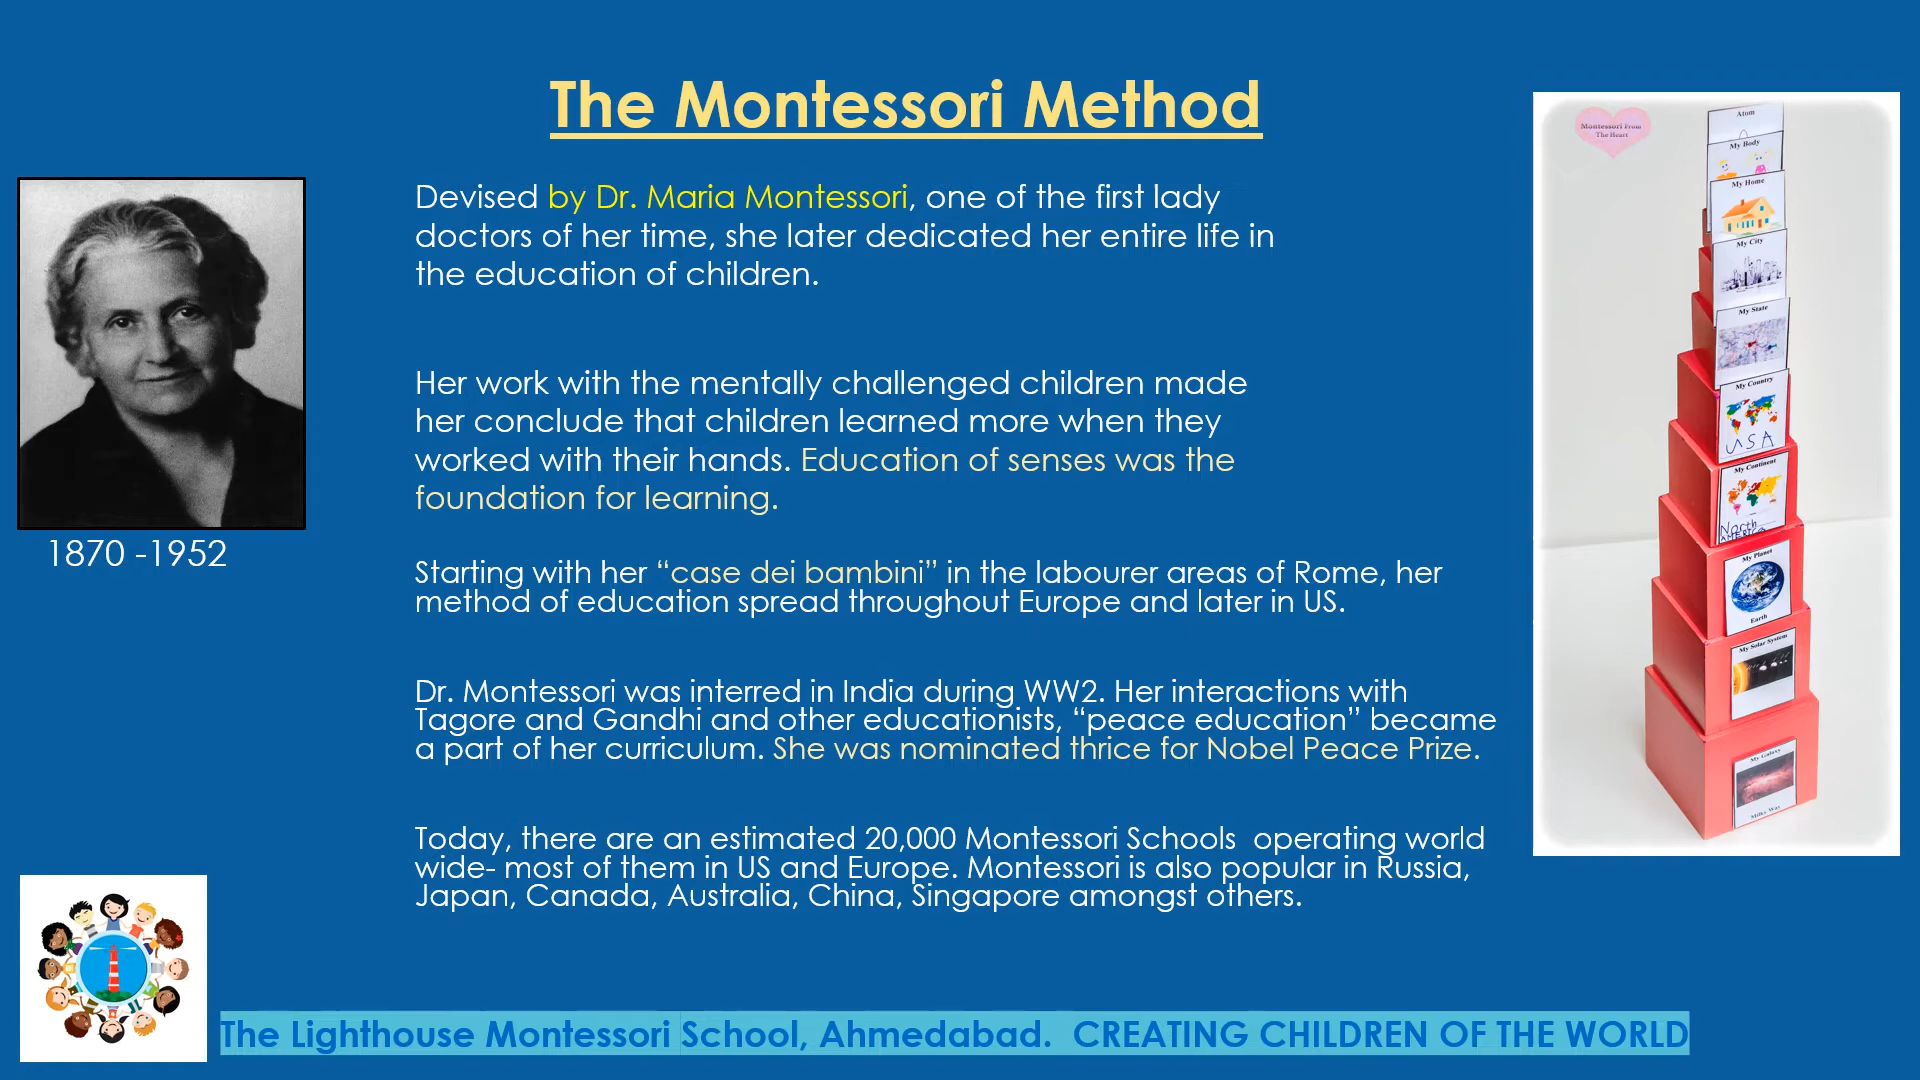 The Montessori Method
Devised by Dr. Maria Montessori, one of the first lady
doctors of her time, she later dedicated her entire life in
the education of children.
Her work with the mentally challenged children made
her conclude that children learned more when they
worked with their hands. Education of senses was the
foundation for learning.
1870 -1952
Starting with her “case dei bambini” in the labourer areas of Rome, her
method of education spread throughout Europe and later in US.
Dr. Montessori was interred in India during WW2. Her interactions with
Tagore and Gandhi and other educationists, “peace education” became
a part of her curriculum. She was nominated thrice for Nobel Peace Prize.
Today, there are an estimated 20,000 Montessori Schools  operating world
wide- most of them in US and Europe. Montessori is also popular in Russia,
Japan, Canada, Australia, China, Singapore amongst others.
Montessori From
The Heart
Atom
My Body
My Home
My City
My State
My Country
USA
My Continent
North
AMERICA
My Planet
Earth
My Solar System
My Galaxy
Milky Way
The Lighthouse Montessori School, Ahmedabad.  CREATING CHILDREN OF THE WORLD